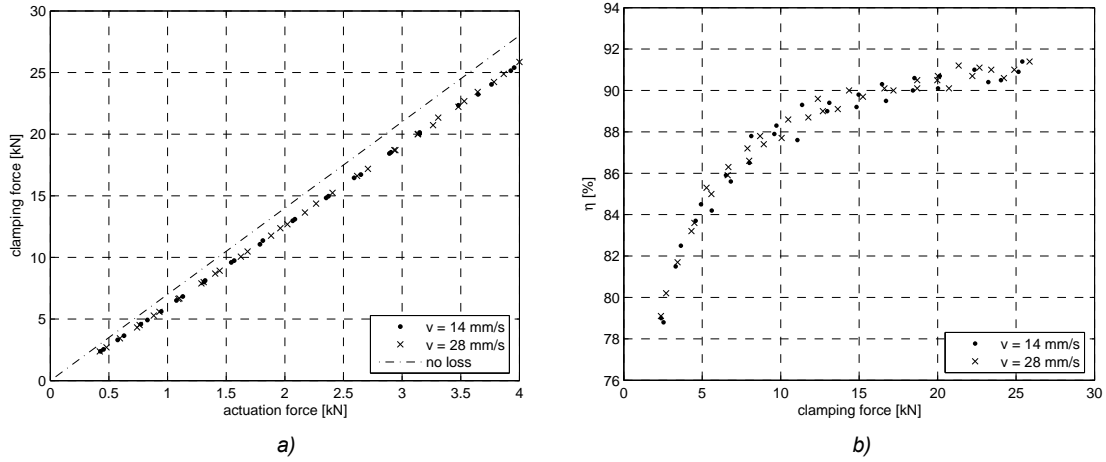 30
25
20
15
10
5
0
clamping force [kN]
0 0.5 1 1.5 2 2.5 3 3.5 4
actuation force [kN]
v = 14 mm/s
v = 28 mm/s
no loss
a)
94
92
90
88
86
84
82
80
78
76
η [%]
0 5 10 15 20 25 30
clamping force [kN]
v = 14 mm/s
v = 28 mm/s
b)